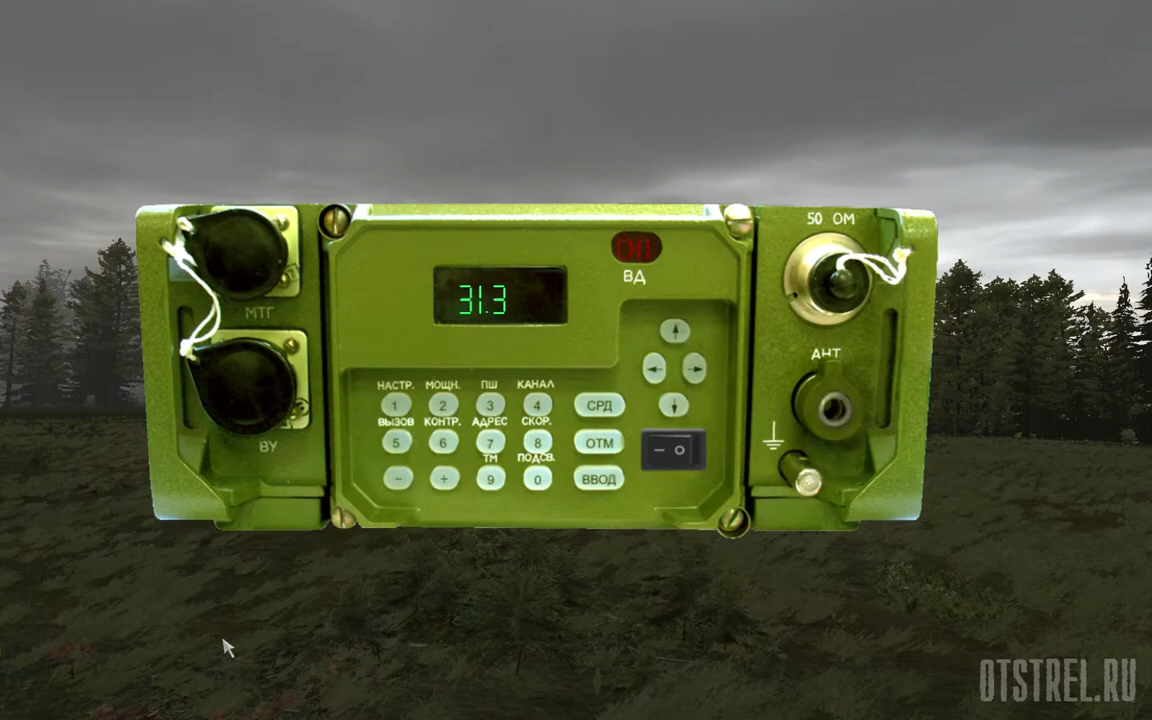 50 ОМ
31.3
ВД
МТГ
АНТ
НАСТР. МОЩН. ПШ КАНАЛ
1 2 3 4 СРД
ВЫЗОВ КОНТР. АДРЕС СКОР.
5 6 7 8 ОТМ
ТМ ПОДСВ.
− + 9 0 ВВОД
ВУ
OTSTREL.RU